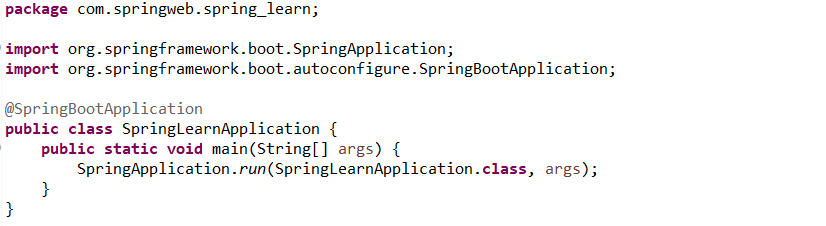 package com.springweb.spring_learn;
import org.springframework.boot.SpringApplication;
import org.springframework.boot.autoconfigure.SpringBootApplication;
@SpringBootApplication
public class SpringLearnApplication {
    public static void main(String[] args) {
        SpringApplication.run(SpringLearnApplication.class, args);
    }
}